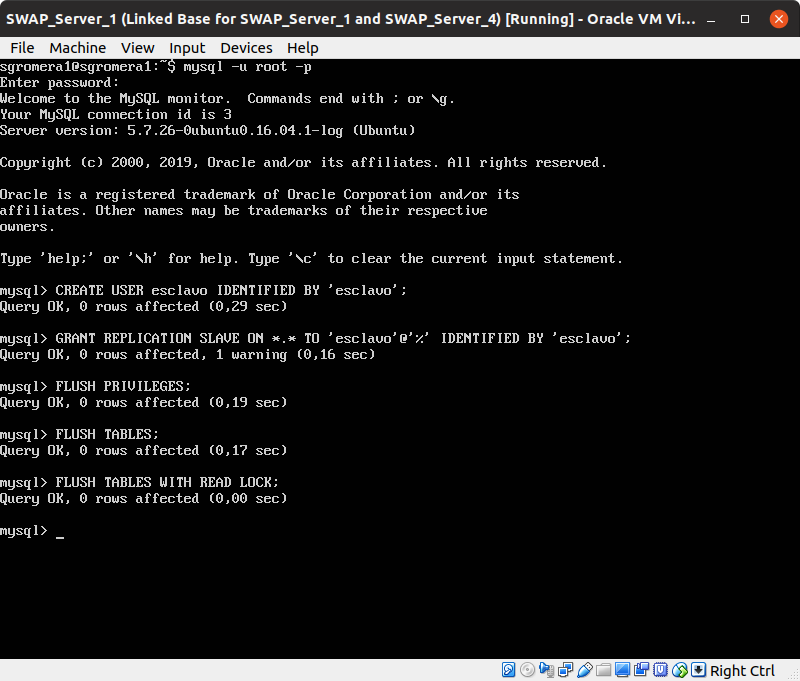 SWAP_Server_1 (Linked Base for SWAP_Server_1 and SWAP_Server_4) [Running] - Oracle VM Vi...
File Machine View Input Devices Help
sgromera1@sgromera1:~$ mysql -u root -p
Enter password:
Welcome to the MySQL monitor.  Commands end with ; or \g.
Your MySQL connection id is 3
Server version: 5.7.26-0ubuntu0.16.04.1-log (Ubuntu)
Copyright (c) 2000, 2019, Oracle and/or its affiliates. All rights reserved.
Oracle is a registered trademark of Oracle Corporation and/or its
affiliates. Other names may be trademarks of their respective
owners.
Type 'help;' or '\h' for help. Type '\c' to clear the current input statement.
mysql> CREATE USER esclavo IDENTIFIED BY 'esclavo';
Query OK, 0 rows affected (0,29 sec)
mysql> GRANT REPLICATION SLAVE ON *.* TO 'esclavo'@'%' IDENTIFIED BY 'esclavo';
Query OK, 0 rows affected, 1 warning (0,16 sec)
mysql> FLUSH PRIVILEGES;
Query OK, 0 rows affected (0,19 sec)
mysql> FLUSH TABLES;
Query OK, 0 rows affected (0,17 sec)
mysql> FLUSH TABLES WITH READ LOCK;
Query OK, 0 rows affected (0,00 sec)
mysql> _
Right Ctrl